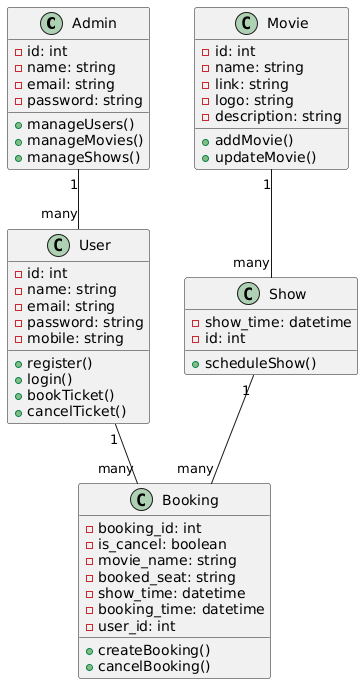 C Admin
id: int
name: string
email: string
password: string
manageUsers()
manageMovies()
manageShows()
C Movie
id: int
name: string
link: string
logo: string
description: string
addMovie()
updateMovie()
1
many
1
many
C User
id: int
name: string
email: string
password: string
mobile: string
register()
login()
bookTicket()
cancelTicket()
C Show
show_time: datetime
id: int
scheduleShow()
1
many
1
many
C Booking
booking_id: int
is_cancel: boolean
movie_name: string
booked_seat: string
show_time: datetime
booking_time: datetime
user_id: int
createBooking()
cancelBooking()